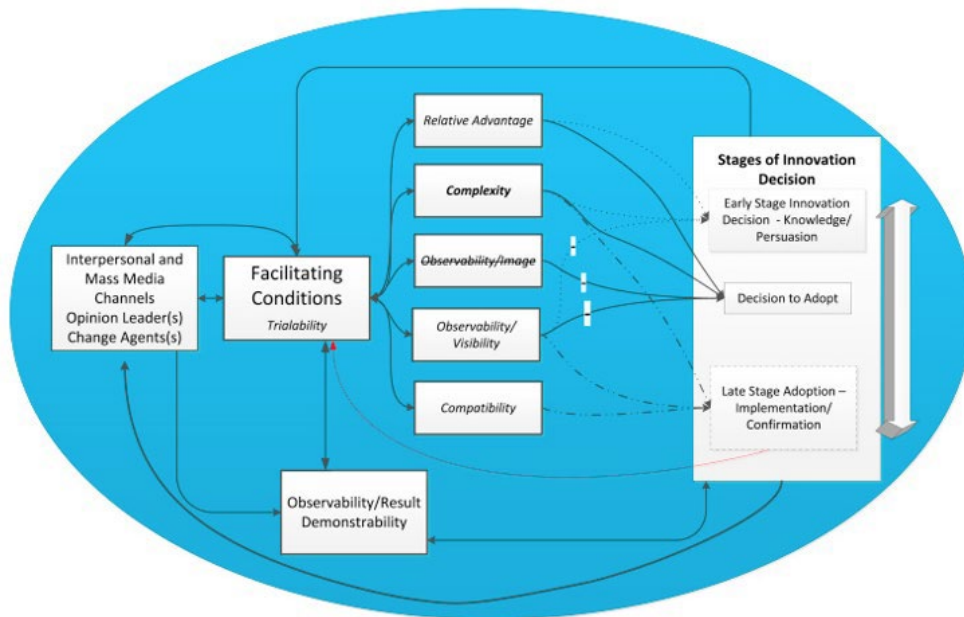 Interpersonal and
Mass Media
Channels
Opinion Leader(s)
Change Agents(s)
Facilitating
Conditions
Trialability
Relative Advantage
Complexity
Observability/Image
Observability/
Visibility
Compatibility
Observability/Result
Demonstrability
Stages of Innovation
Decision
Early Stage Innovation
Decision - Knowledge/
Persuasion
Decision to Adopt
Late Stage Adoption –
Implementation/
Confirmation
-
-
-